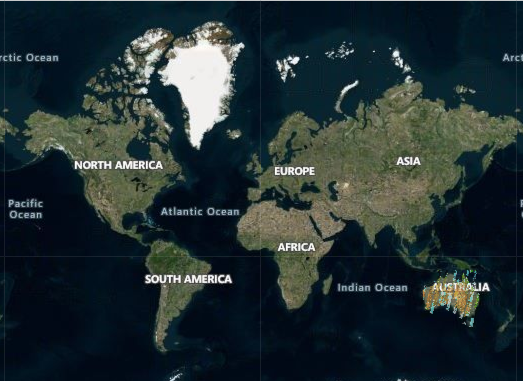 rctic Ocean
Arct
NORTH AMERICA
EUROPE
ASIA
Pacific
Ocean
Atlantic Ocean
P
AFRICA
SOUTH AMERICA
Indian Ocean
AUSTRALIA